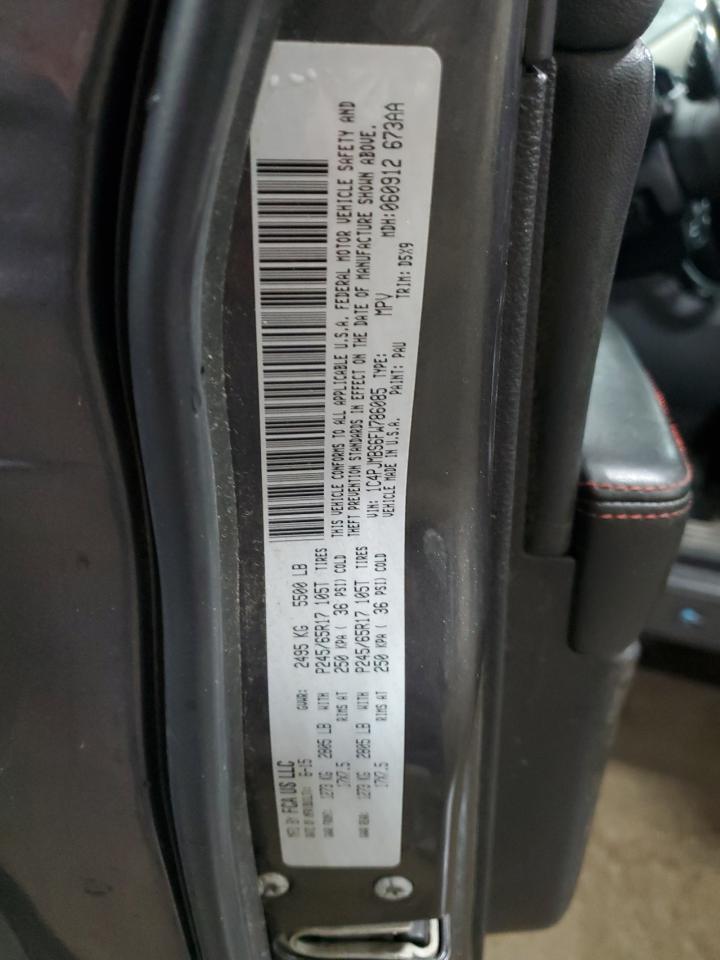 MFG BY: FCA US LLC
DATE OF MFR: 6-15 GVWR: 2495 KG 5500 LB
GAWR FRONT: 1273 KG 2805 LB WITH P245/65R17 105T TIRES
17X7.5 RIMS AT 250 KPA ( 36 PSI) COLD
GAWR REAR: 1273 KG 2805 LB WITH P245/65R17 105T TIRES
17X7.5 RIMS AT 250 KPA ( 36 PSI) COLD
THIS VEHICLE CONFORMS TO ALL APPLICABLE U.S.A. FEDERAL MOTOR VEHICLE SAFETY AND
THEFT PREVENTION STANDARDS IN EFFECT ON THE DATE OF MANUFACTURE SHOWN ABOVE.
VIN: 1C4PJMBS6FW786085 TYPE: MPV MDH:060912 673AA
VEHICLE MADE IN U.S.A. PAINT: PAU TRIM: D5X9